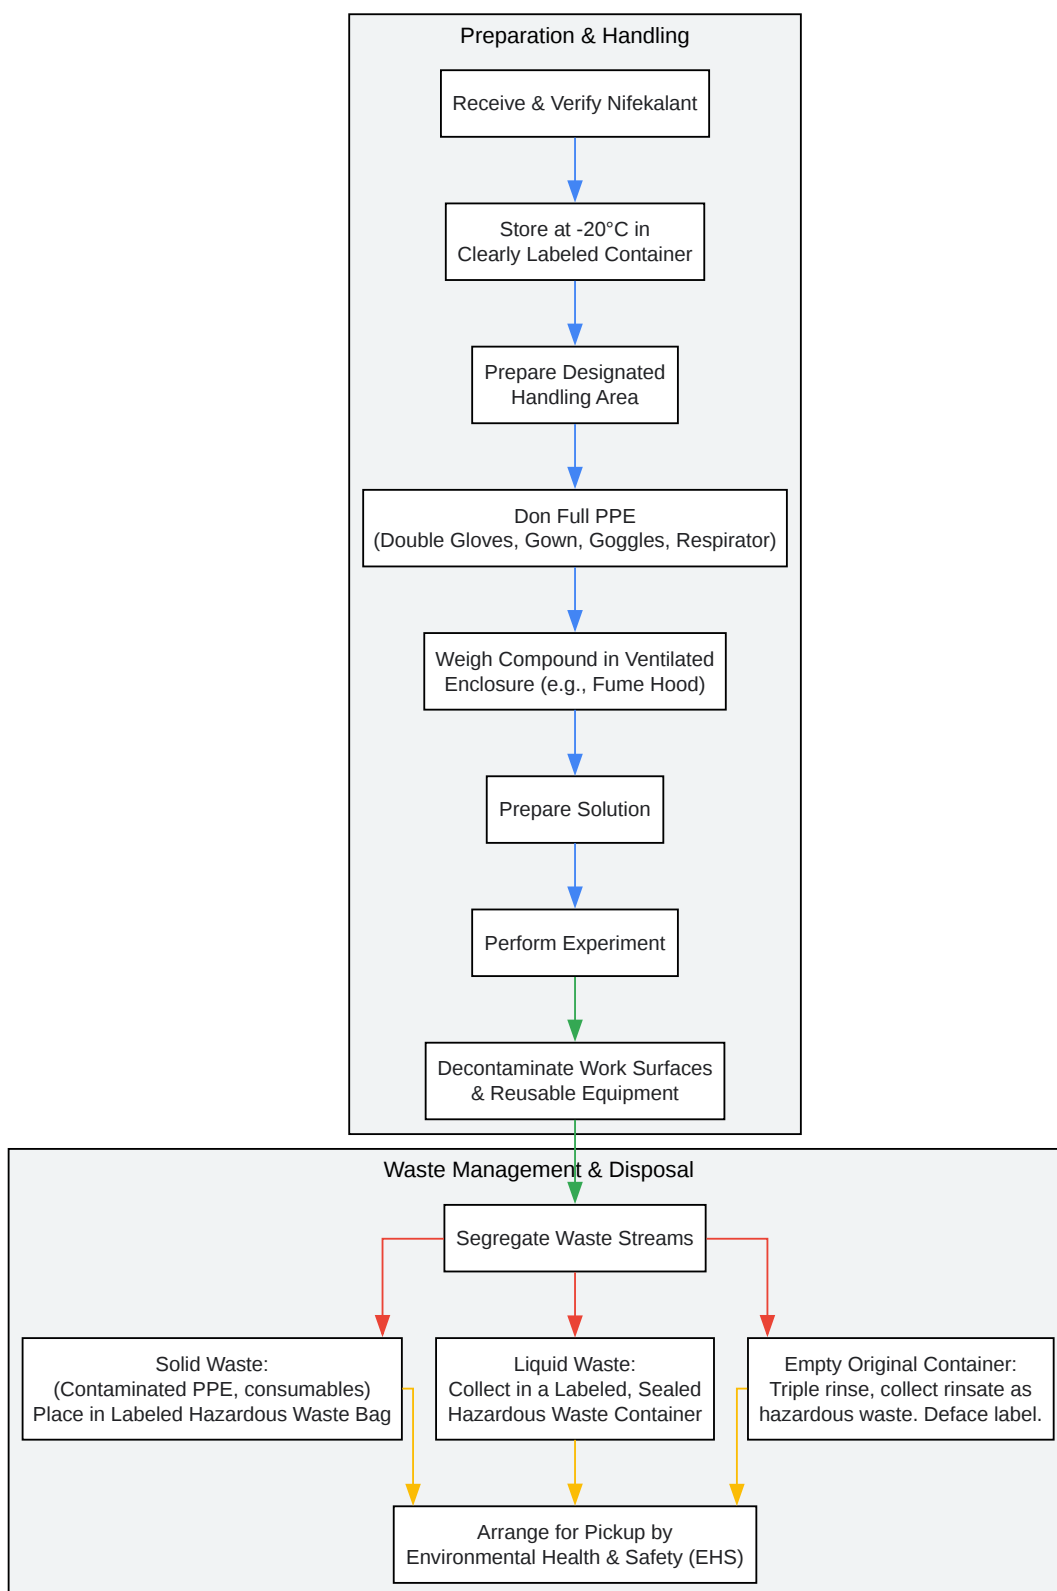 Preparation & Handling
Receive & Verify Nifekalant
Store at -20°C in
Clearly Labeled Container
Prepare Designated
Handling Area
Don Full PPE
(Double Gloves, Gown, Goggles, Respirator)
Weigh Compound in Ventilated
Enclosure (e.g., Fume Hood)
Prepare Solution
Perform Experiment
Decontaminate Work Surfaces
& Reusable Equipment
Waste Management & Disposal
Segregate Waste Streams
Solid Waste:
(Contaminated PPE, consumables)
Place in Labeled Hazardous Waste Bag
Liquid Waste:
Collect in a Labeled, Sealed
Hazardous Waste Container
Empty Original Container:
Triple rinse, collect rinsate as
hazardous waste. Deface label.
Arrange for Pickup by
Environmental Health & Safety (EHS)